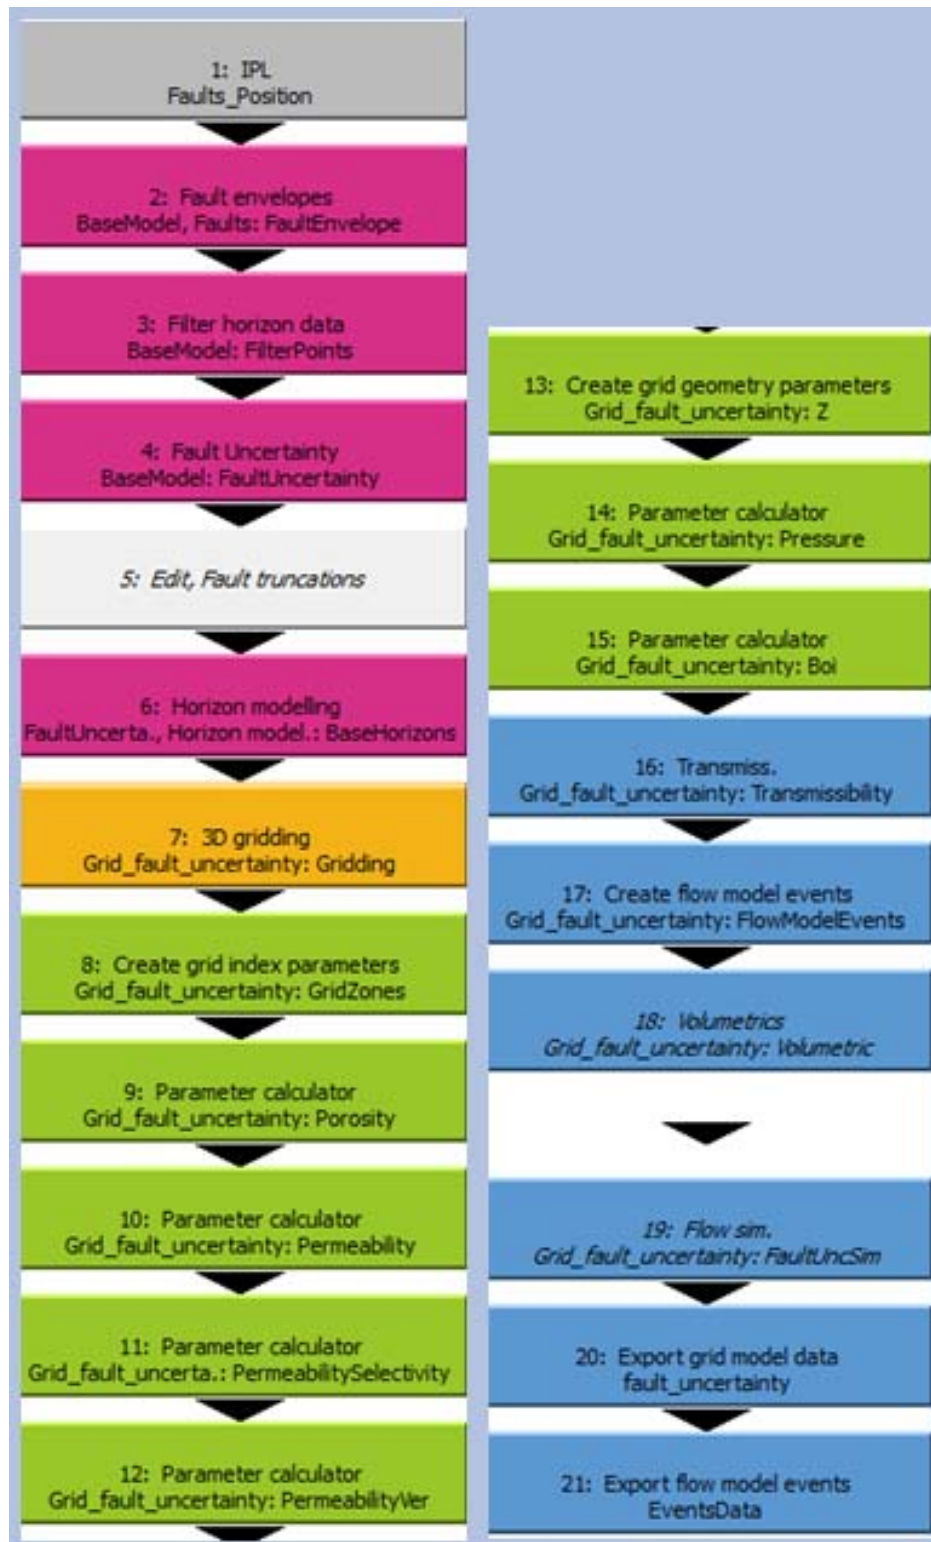 1: IPL
Faults_Position
2: Fault envelopes
BaseModel, Faults: FaultEnvelope
3: Filter horizon data
BaseModel: FilterPoints
4: Fault Uncertainty
BaseModel: FaultUncertainty
5: Edit, Fault truncations
6: Horizon modelling
FaultUncerta., Horizon model.: BaseHorizons
7: 3D gridding
Grid_fault_uncertainty: Gridding
8: Create grid index parameters
Grid_fault_uncertainty: GridZones
9: Parameter calculator
Grid_fault_uncertainty: Porosity
10: Parameter calculator
Grid_fault_uncertainty: Permeability
11: Parameter calculator
Grid_fault_uncerta.: PermeabilitySelectivity
12: Parameter calculator
Grid_fault_uncertainty: PermeabilityVer
13: Create grid geometry parameters
Grid_fault_uncertainty: Z
14: Parameter calculator
Grid_fault_uncertainty: Pressure
15: Parameter calculator
Grid_fault_uncertainty: Boi
16: Transmiss.
Grid_fault_uncertainty: Transmissibility
17: Create flow model events
Grid_fault_uncertainty: FlowModelEvents
18: Volumetrics
Grid_fault_uncertainty: Volumetric
19: Flow sim.
Grid_fault_uncertainty: FaultUncSim
20: Export grid model data
fault_uncertainty
21: Export flow model events
EventsData